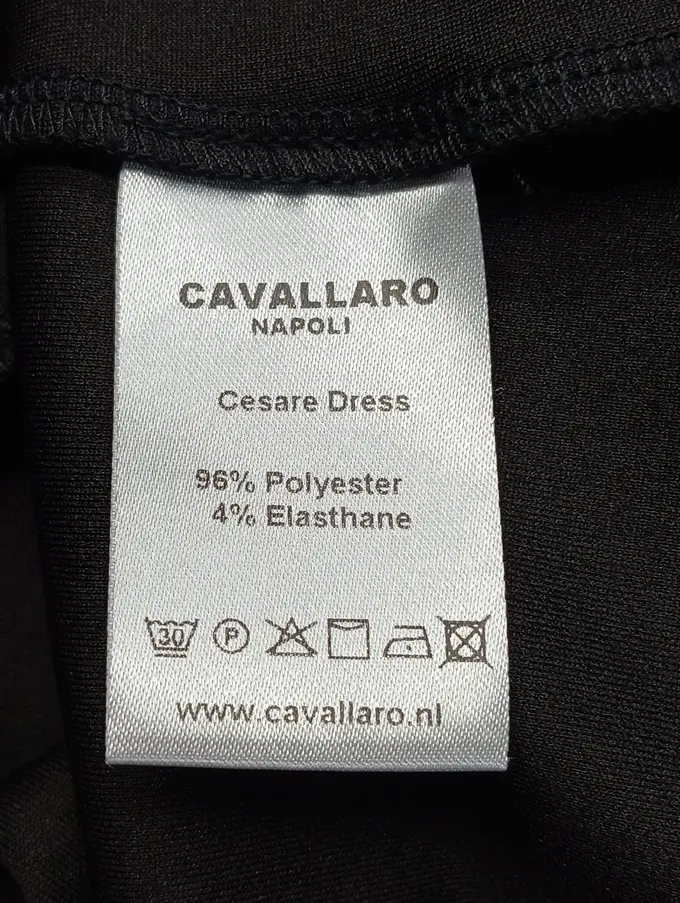 CAVALLARO
NAPOLI
Cesare Dress
96% Polyester
4% Elasthane
30 P
www.cavallaro.nl